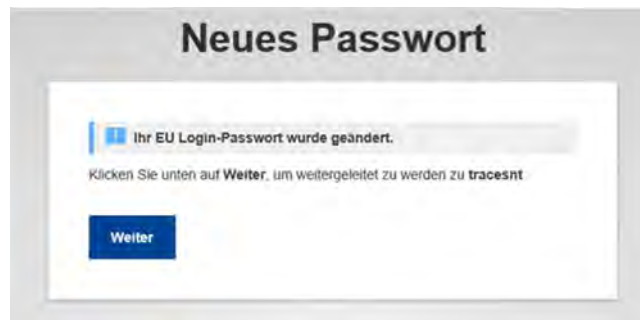 Neues Passwort
Ihr EU Login-Passwort wurde geändert.
Klicken Sie unten auf Weiter, um weitergeleitet zu werden zu tracesnt
Weiter